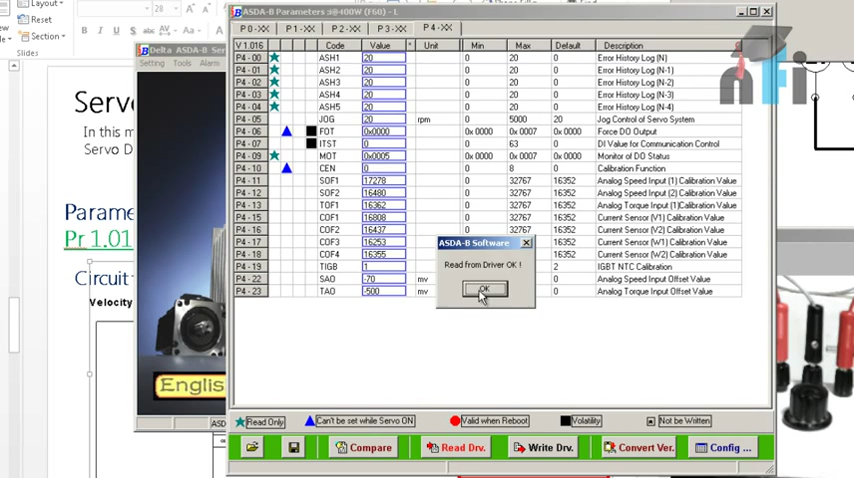 Layout
Reset
Section
Slides
28
Servo
In this m
Servo D
Parame
Pr 1.01
Circuit
Velocity
Delta ASDA-B Ser
Setting Tools Alarm
English
ASDA-B Parameters :@400W (F60) - L
P 0 - XX P 1 - XX P 2 - XX P 3 - XX P 4 - XX
V 1.016 Code Value * Unit Min Max Default Description
P4 - 00 ASH1 20 0 20 0 Error History Log (N)
P4 - 01 ASH2 20 0 20 0 Error History Log (N-1)
P4 - 02 ASH3 20 0 20 0 Error History Log (N-2)
P4 - 03 ASH4 20 0 20 0 Error History Log (N-3)
P4 - 04 ASH5 20 0 20 0 Error History Log (N-4)
P4 - 05 JOG 20 rpm 0 5000 20 Jog Control of Servo System
P4 - 06 FOT 0x0000 0x 0000 0x 0007 0x 0000 Force DO Output
P4 - 07 ITST 0 0 63 0 DI Value for Communication Control
P4 - 09 MOT 0x0005 0x 0000 0x 0007 0x 0000 Monitor of DO Status
P4 - 10 CEN 0 0 8 0 Calibration Function
P4 - 11 SOF1 17278 0 32767 16352 Analog Speed Input (1) Calibration Value
P4 - 12 SOF2 16480 0 32767 16352 Analog Speed Input (2) Calibration Value
P4 - 13 TOF1 16362 0 32767 16352 Analog Torque Input (1)Calibration Value
P4 - 15 COF1 16808 0 32767 16352 Current Sensor (V1) Calibration Value
P4 - 16 COF2 16437 0 32767 16352 Current Sensor (V2) Calibration Value
P4 - 17 COF3 16253 16352 Current Sensor (W1) Calibration Value
P4 - 18 COF4 16355 16352 Current Sensor (W2) Calibration Value
P4 - 19 TIGB 1 2 IGBT NTC Calibration
P4 - 22 SAO -70 mv 0 Analog Speed Input Offset Value
P4 - 23 TAO -500 mv 0 Analog Torque Input Offset Value
ASDA-B Software
Read from Driver OK !
OK
Read Only Can't be set while Servo ON Valid when Reboot Volatility Not be Written
Compare Read Drv. Write Drv. Convert Ver. Config ...
ASD
nfi